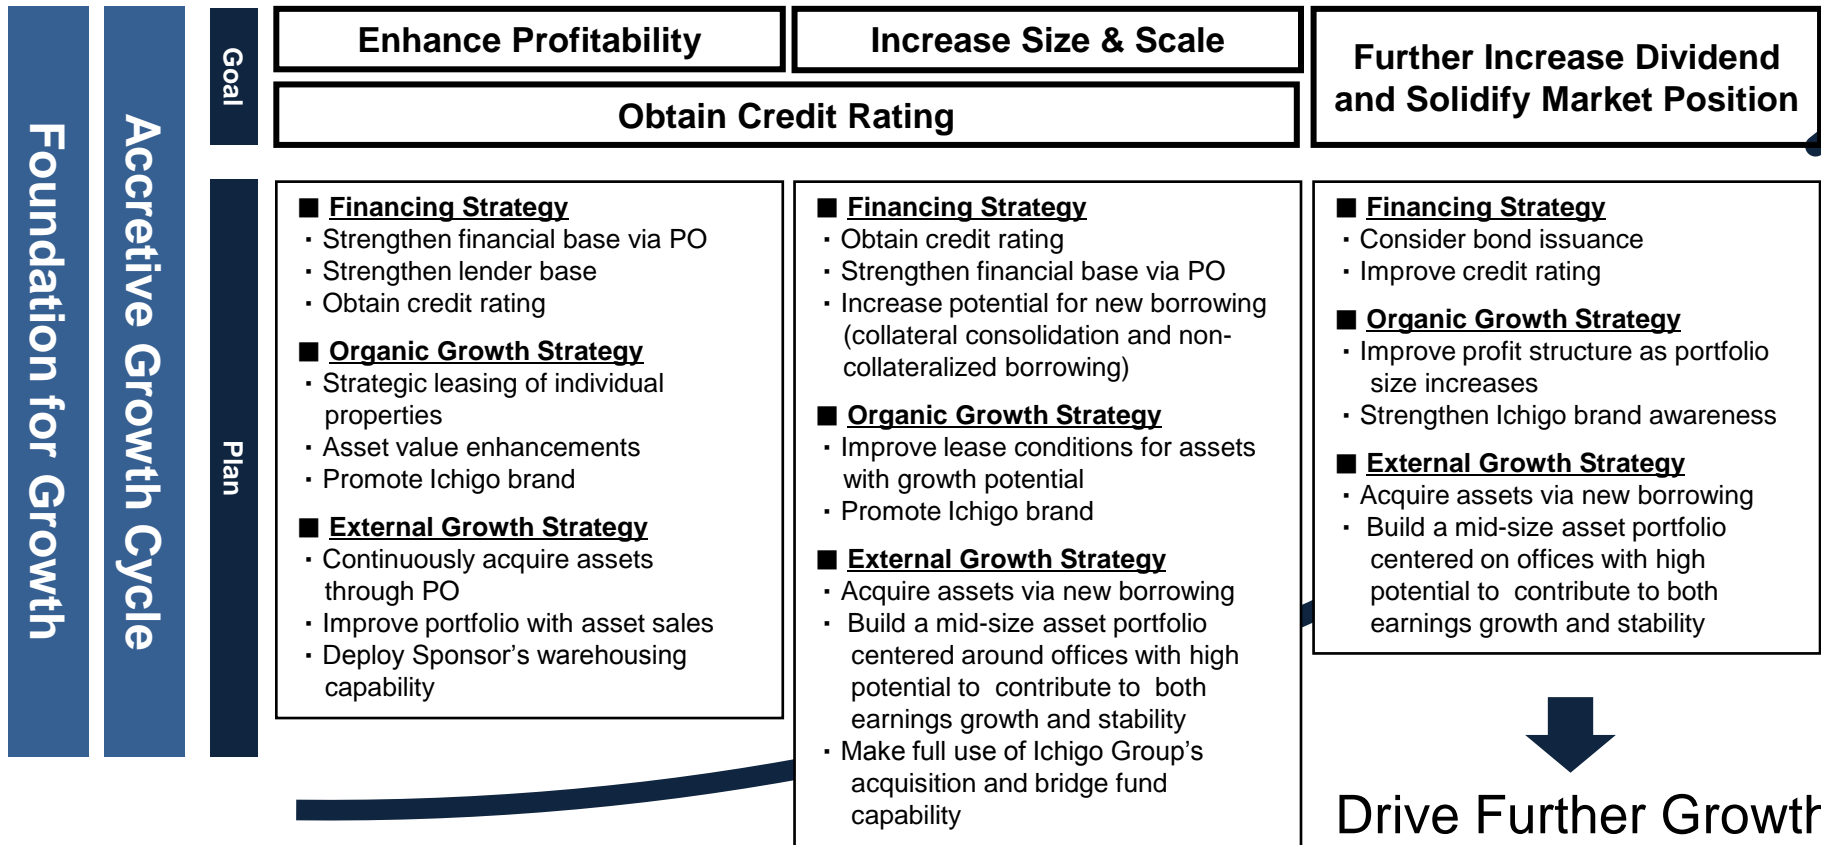 Foundation for Growth
Accretive Growth Cycle
Goal
Enhance Profitability
Increase Size & Scale
Obtain Credit Rating
Further Increase Dividend
and Solidify Market Position
Plan
■ Financing Strategy
・Strengthen financial base via PO
・Strengthen lender base
・Obtain credit rating
■ Organic Growth Strategy
・Strategic leasing of individual
properties
・Asset value enhancements
・Promote Ichigo brand
■ External Growth Strategy
・Continuously acquire assets
through PO
・Improve portfolio with asset sales
・Deploy Sponsor’s warehousing
capability
■ Financing Strategy
・Obtain credit rating
・Strengthen financial base via PO
・Increase potential for new borrowing
(collateral consolidation and non-
collateralized borrowing)
■ Organic Growth Strategy
・Improve lease conditions for assets
with growth potential
・Promote Ichigo brand
■ External Growth Strategy
・Acquire assets via new borrowing
・ Build a mid-size asset portfolio
centered around offices with high
potential to  contribute to  both
earnings growth and stability
・Make full use of Ichigo Group’s
acquisition and bridge fund
capability
■ Financing Strategy
・Consider bond issuance
・Improve credit rating
■ Organic Growth Strategy
・Improve profit structure as portfolio
size increases
・Strengthen Ichigo brand awareness
■ External Growth Strategy
・Acquire assets via new borrowing
・ Build a mid-size asset portfolio
centered on offices with high
potential to  contribute to both
earnings growth and stability
Drive Further Growth